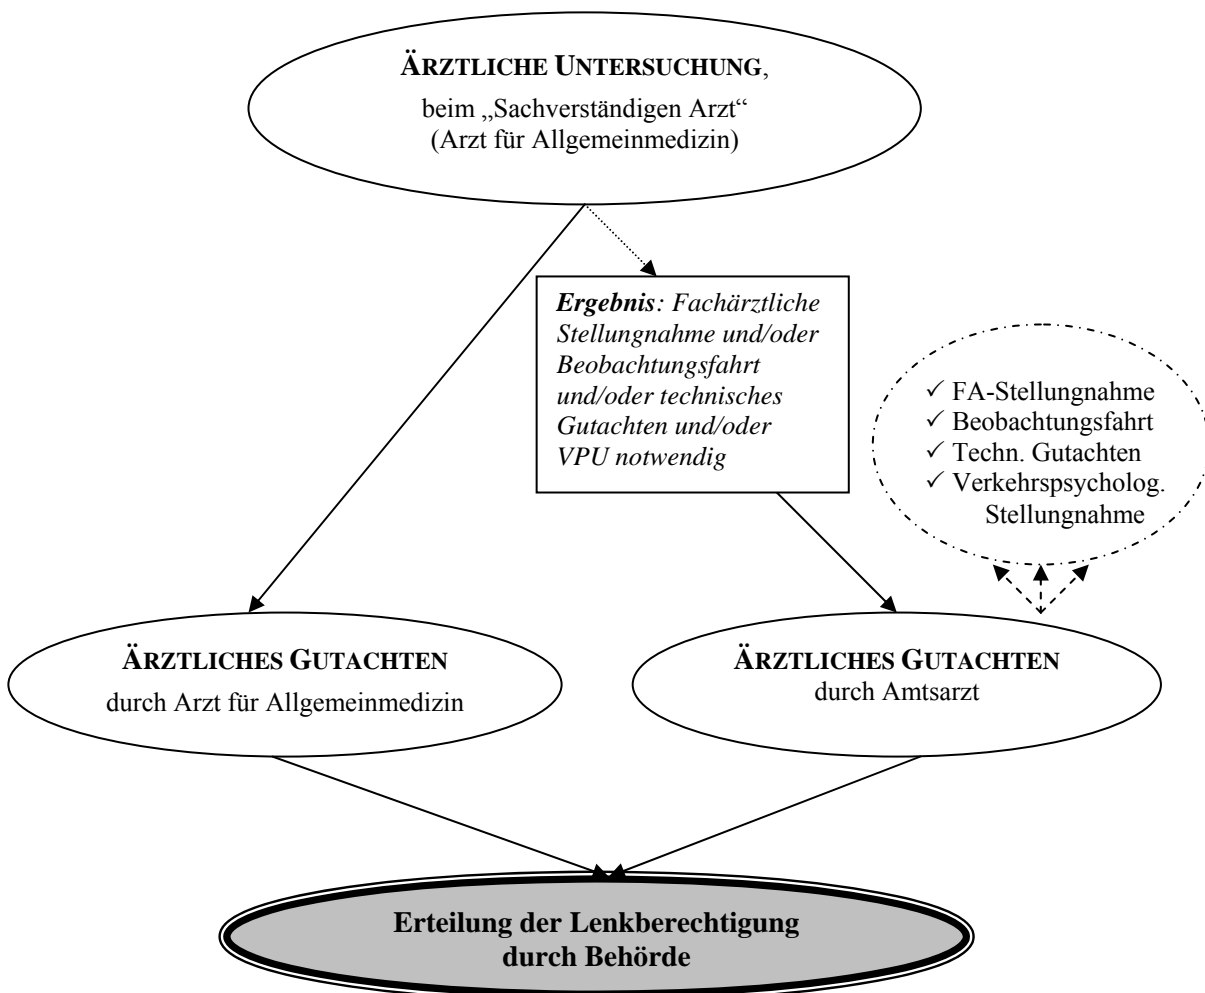 ÄRZTLICHE UNTERSUCHUNG,
beim „Sachverständigen Arzt“
(Arzt für Allgemeinmedizin)
Ergebnis: Fachärztliche
Stellungnahme und/oder
Beobachtungsfahrt
und/oder technisches
Gutachten und/oder
VPU notwendig
✓ FA-Stellungnahme
✓ Beobachtungsfahrt
✓ Techn. Gutachten
✓ Verkehrspsycholog.
Stellungnahme
ÄRZTLICHES GUTACHTEN
durch Arzt für Allgemeinmedizin
ÄRZTLICHES GUTACHTEN
durch Amtsarzt
Erteilung der Lenkberechtigung
durch Behörde